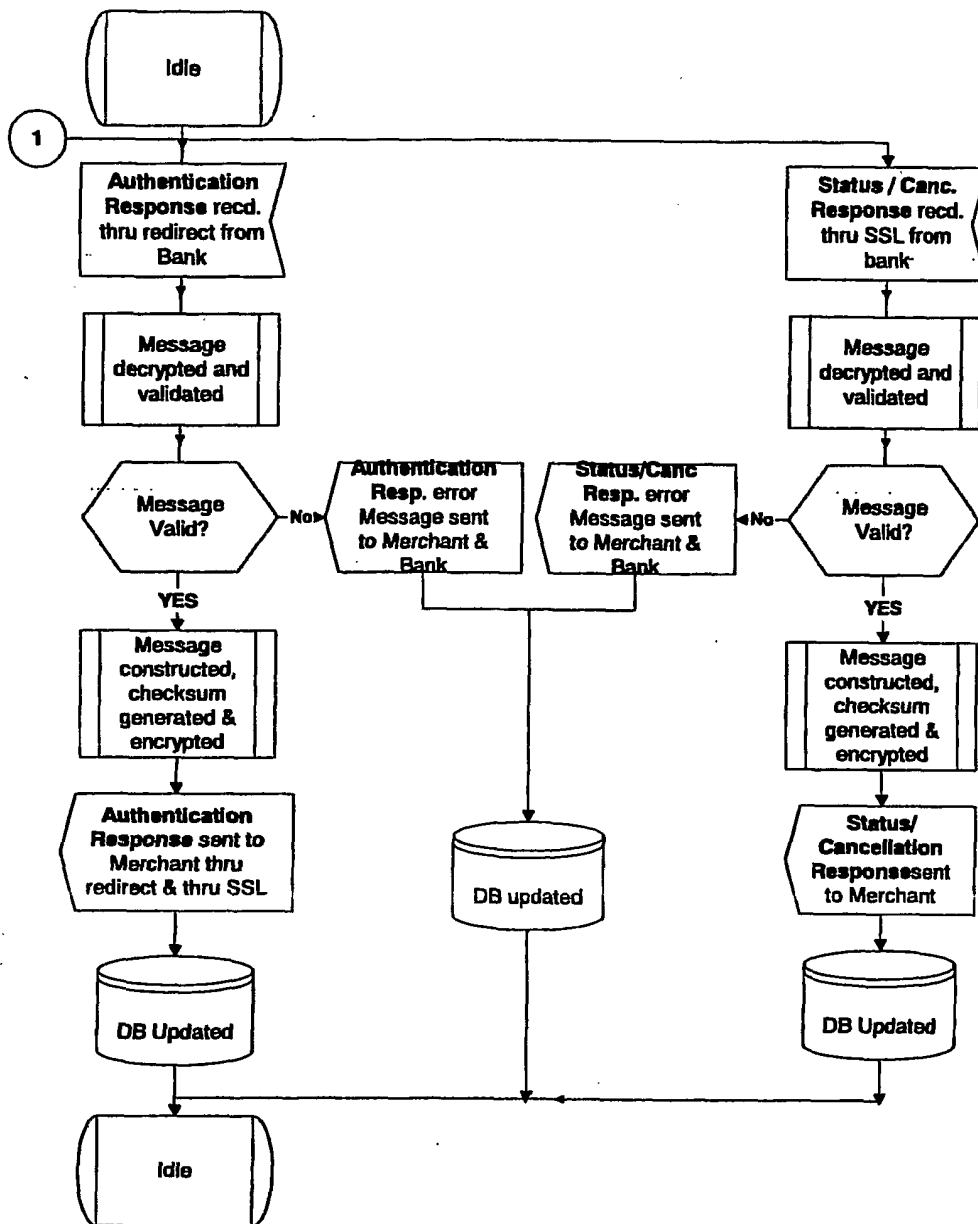 Idle
1
Authentication
Response recd.
thru redirect from
Bank
Status / Canc.
Response recd.
thru SSL from
bank
Message
decrypted and
validated
Message
decrypted and
validated
Message
Valid?
No
Authentication
Resp. error
Message sent
to Merchant &
Bank
Status/Canc
Resp. error
Message sent
to Merchant &
Bank
No
Message
Valid?
YES
YES
Message
constructed,
checksum
generated &
encrypted
Message
constructed,
checksum
generated &
encrypted
Authentication
Response sent to
Merchant thru
redirect & thru SSL
DB updated
Status/
Cancellation
Responsesent
to Merchant
DB Updated
DB Updated
Idle